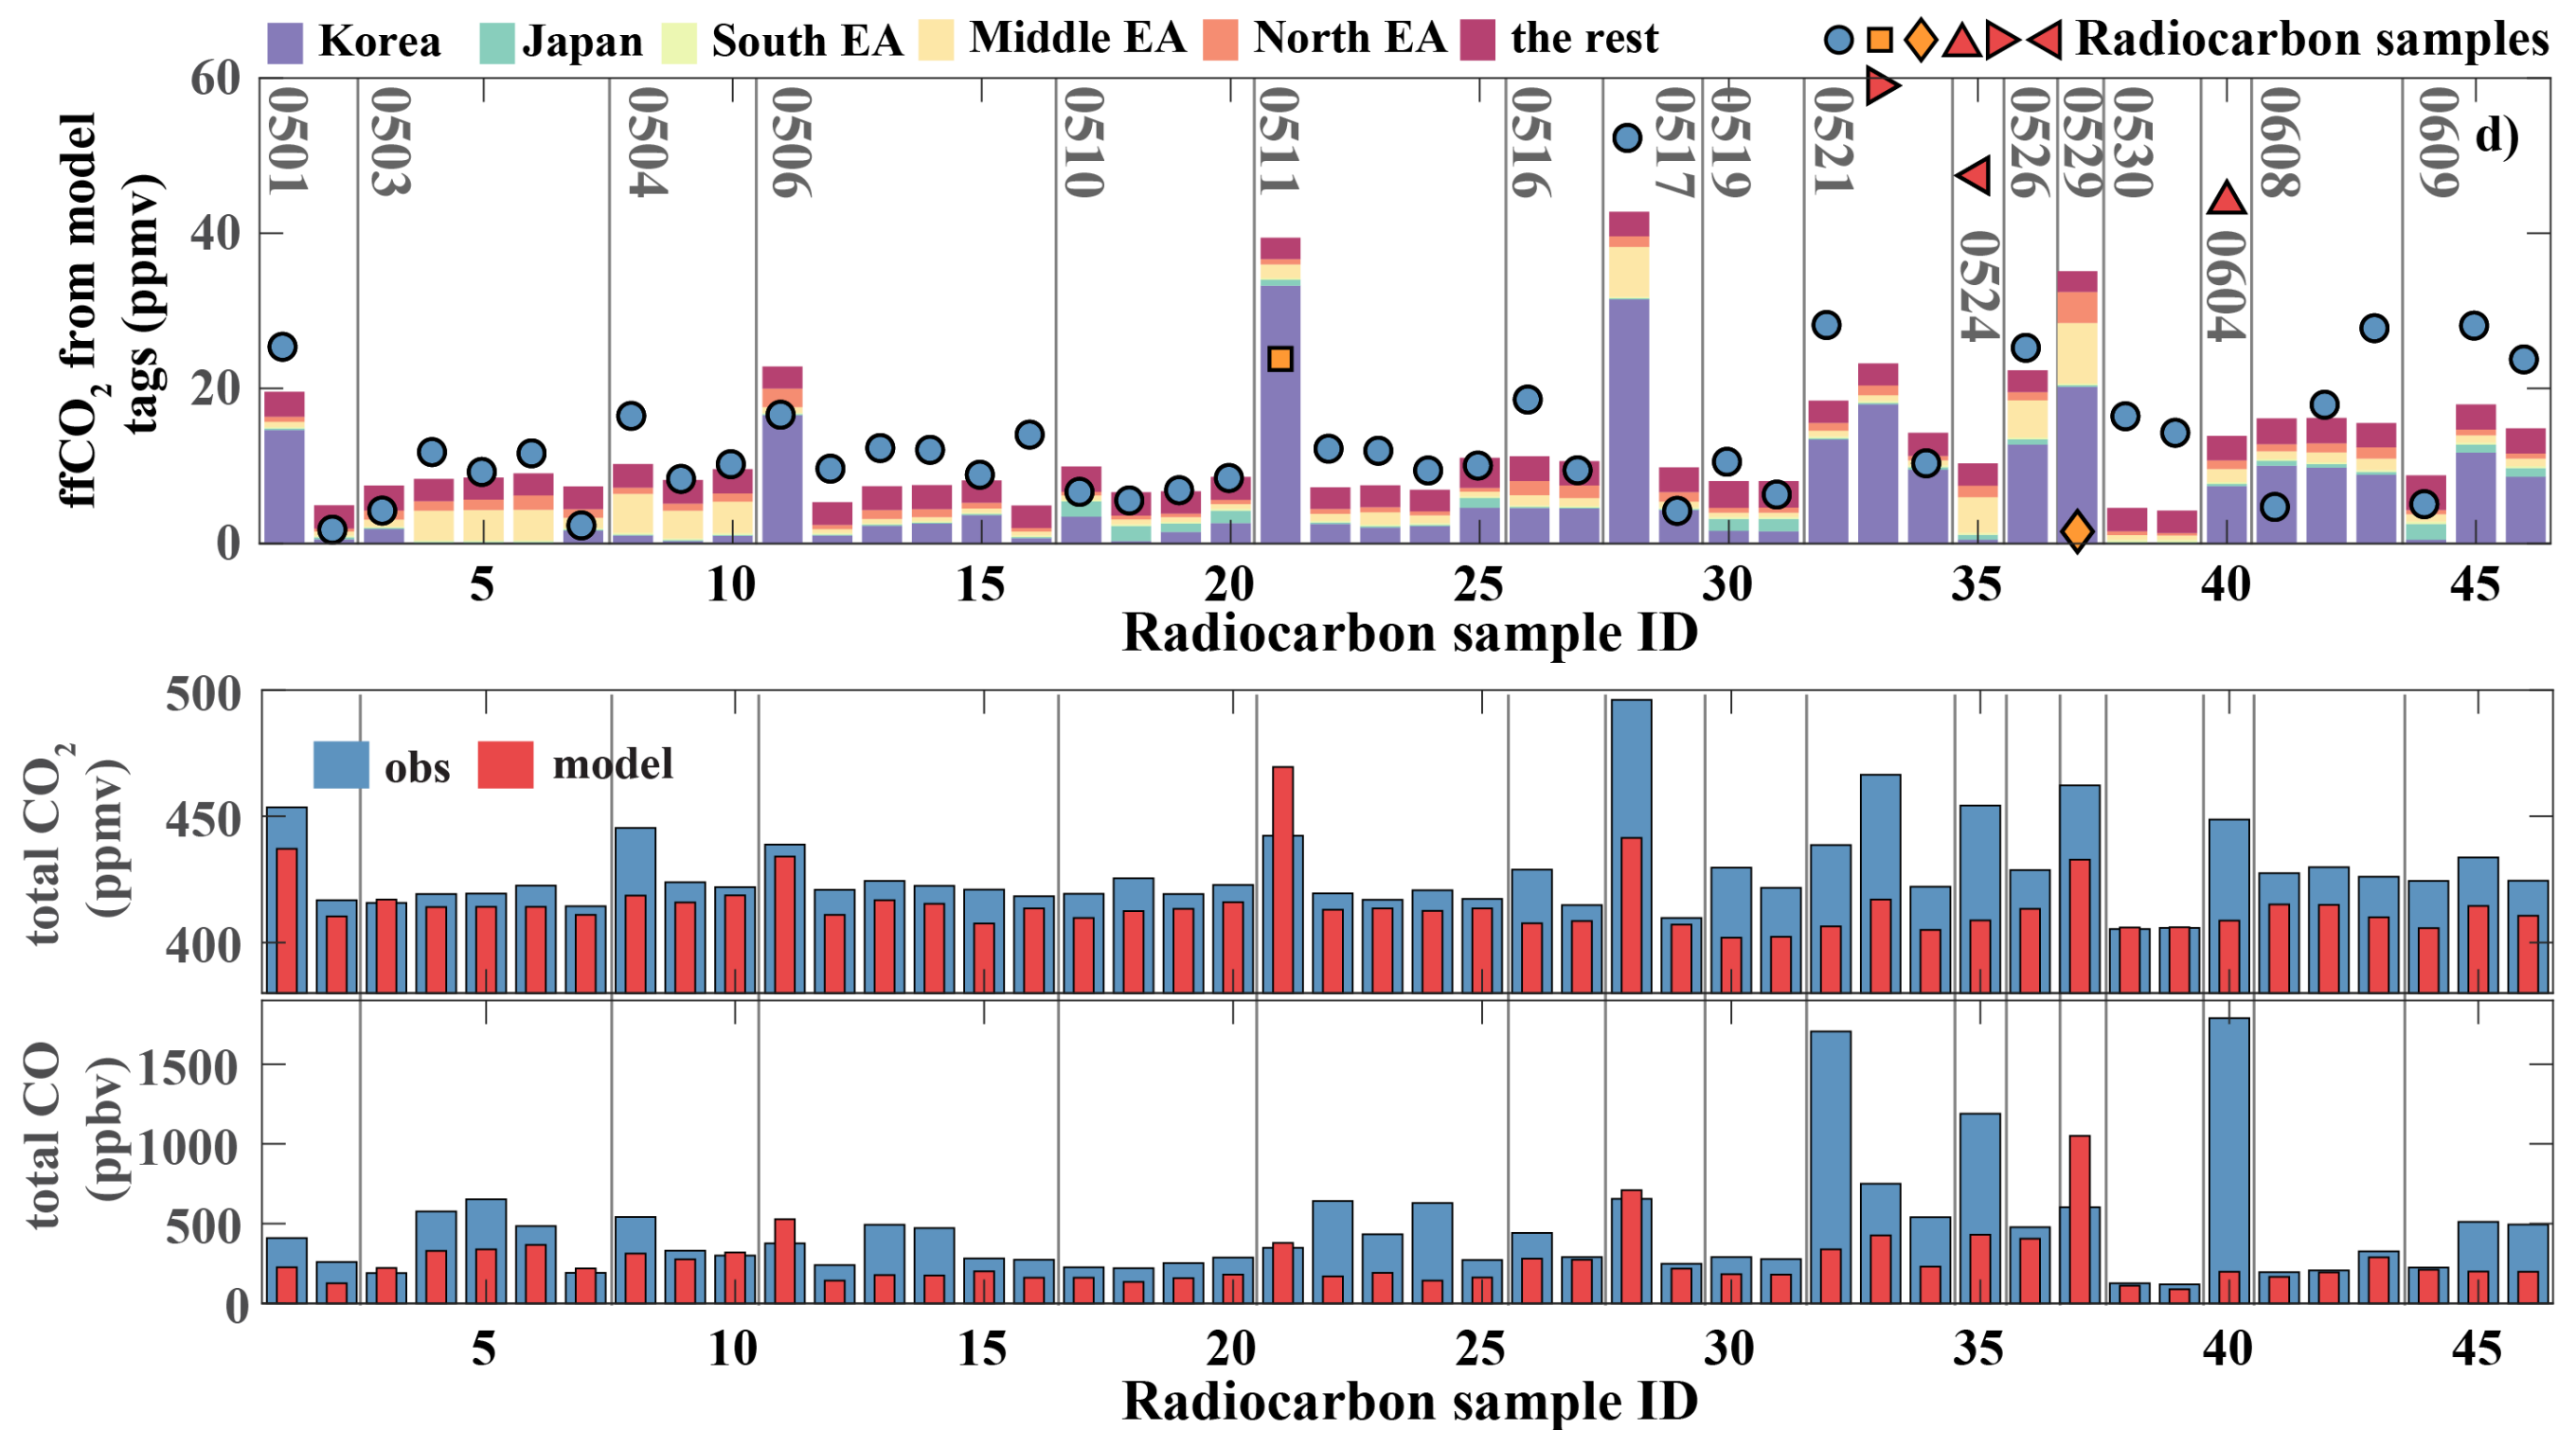 Korea Japan South EA Middle EA North EA the rest Radiocarbon samples
ffCO2 from model
tags (ppmv)
60
40
20
0
0501 0503 0504 0506 0510 0511 0516 0517 0519 0521 0524 0526 0529 0530 0604 0608 0609
d)
5 10 15 20 25 30 35 40 45
Radiocarbon sample ID
total CO2
(ppmv)
500
450
400
obs model
total CO
(ppbv)
1500
1000
500
0
5 10 15 20 25 30 35 40 45
Radiocarbon sample ID